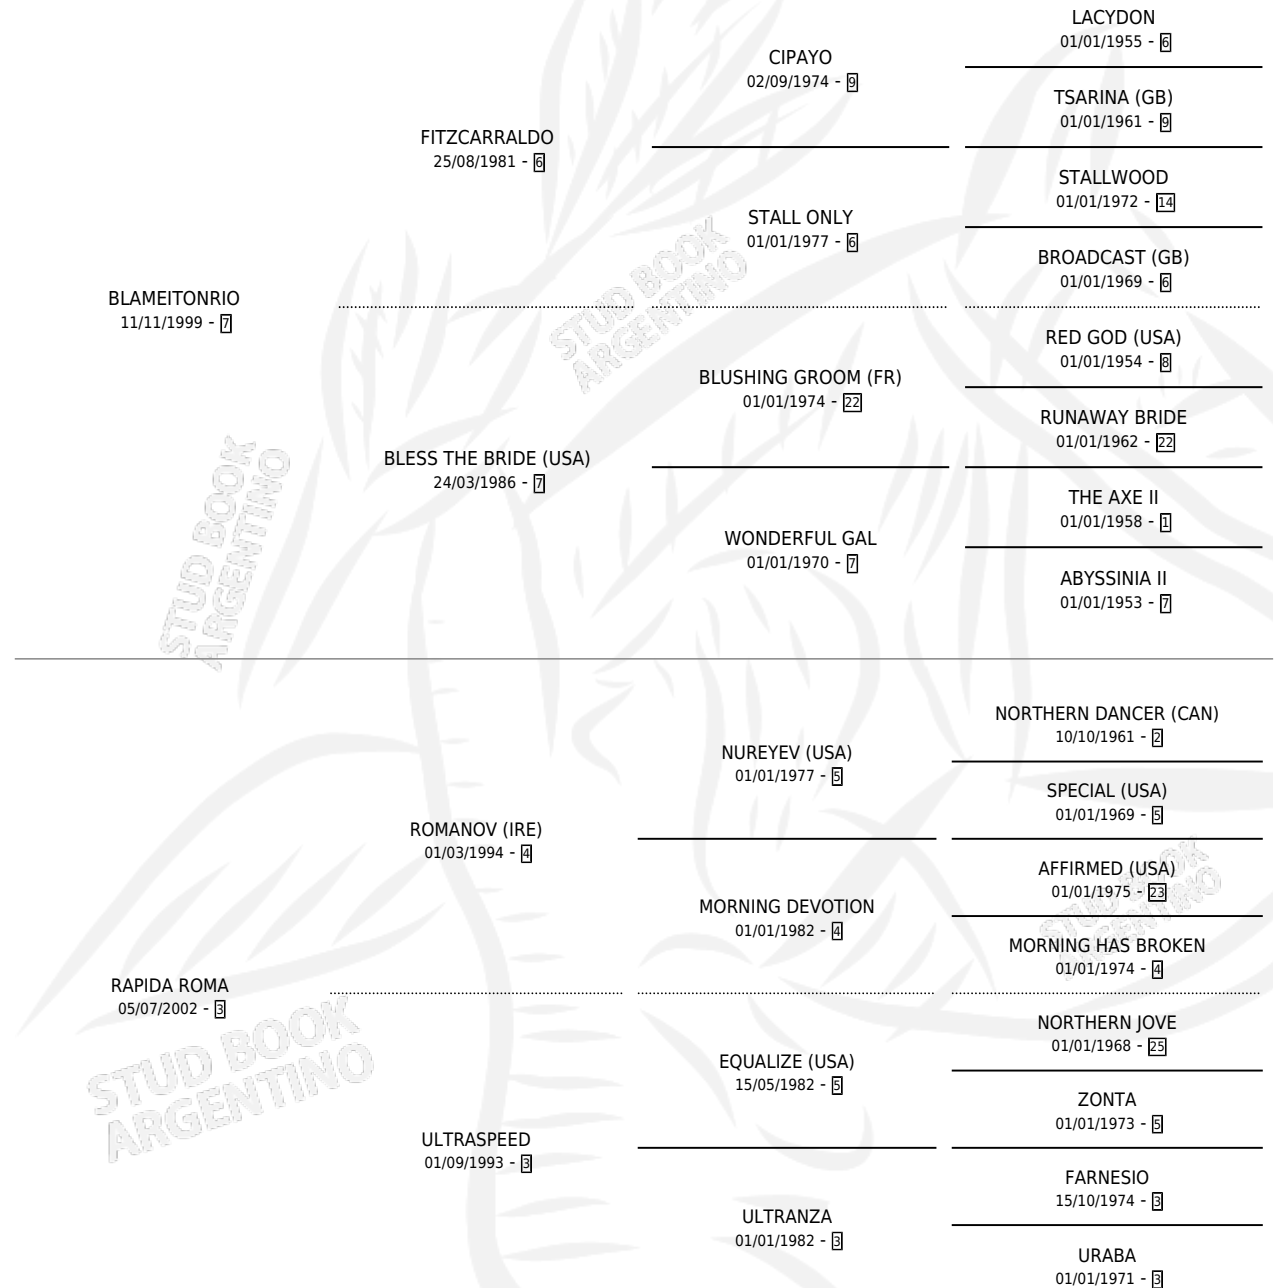 LACYDON
01/01/1955 - 6
CIPAYO
02/09/1974 - 9
TSARINA (GB)
01/01/1961 - 9
FITZCARRALDO
25/08/1981 - 6
STALLWOOD
01/01/1972 - 14
STALL ONLY
01/01/1977 - 6
BROADCAST (GB)
01/01/1969 - 6
BLAMEITONRIO
11/11/1999 - 7
STUD BOOK
ARGENTINO
RED GOD (USA)
01/01/1954 - 8
BLUSHING GROOM (FR)
01/01/1974 - 22
RUNAWAY BRIDE
01/01/1962 - 22
BLESS THE BRIDE (USA)
24/03/1986 - 7
THE AXE II
01/01/1958 - 1
WONDERFUL GAL
01/01/1970 - 7
ABYSSINIA II
01/01/1953 - 7
STUD BOOK
ARGENTINO
NORTHERN DANCER (CAN)
10/10/1961 - 2
NUREYEV (USA)
01/01/1977 - 5
SPECIAL (USA)
01/01/1969 - 5
ROMANOV (IRE)
01/03/1994 - 4
AFFIRMED (USA)
01/01/1975 - 23
MORNING DEVOTION
01/01/1982 - 4
MORNING HAS BROKEN
01/01/1974 - 4
STUD BOOK
ARGENTINO
RAPIDA ROMA
05/07/2002 - 3
NORTHERN JOVE
01/01/1968 - 25
EQUALIZE (USA)
15/05/1982 - 5
ZONTA
01/01/1973 - 5
ULTRASPEED
01/09/1993 - 3
FARNESIO
15/10/1974 - 3
ULTRANZA
01/01/1982 - 3
URABA
01/01/1971 - 3
STUD BOOK
ARGENTINO